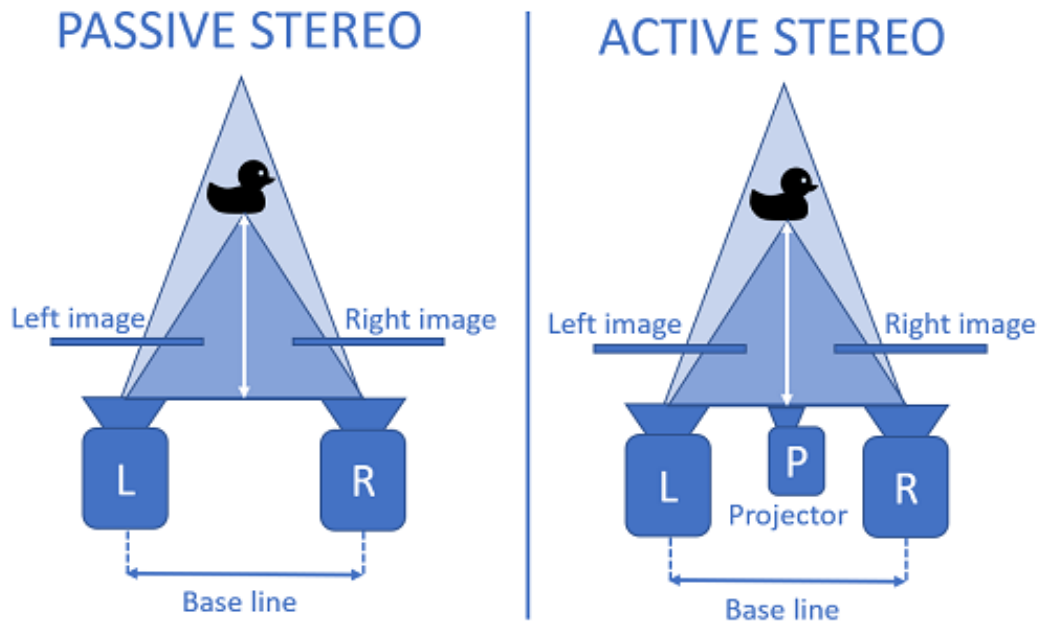 PASSIVE STEREO
Left image
Right image
L
R
Base line
ACTIVE STEREO
Left image
Right image
L
P
R
Projector
Base line